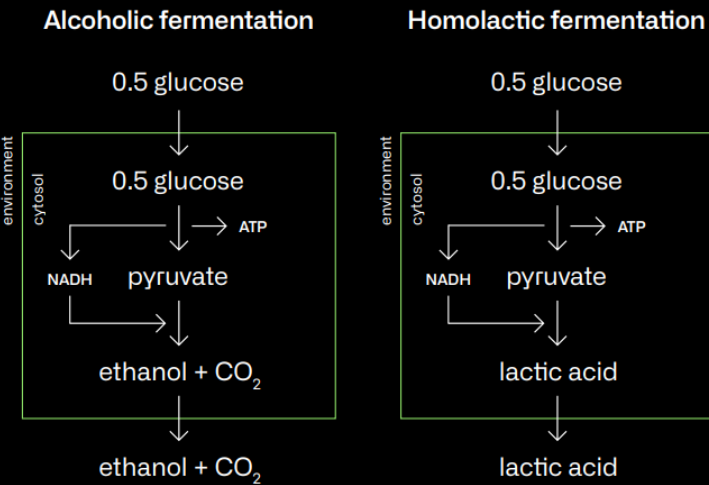 Alcoholic fermentation
0.5 glucose
environment
cytosol
0.5 glucose
ATP
NADH
pyruvate
ethanol + CO₂
ethanol + CO₂
Homolactic fermentation
0.5 glucose
environment
cytosol
0.5 glucose
ATP
NADH
pyruvate
lactic acid
lactic acid